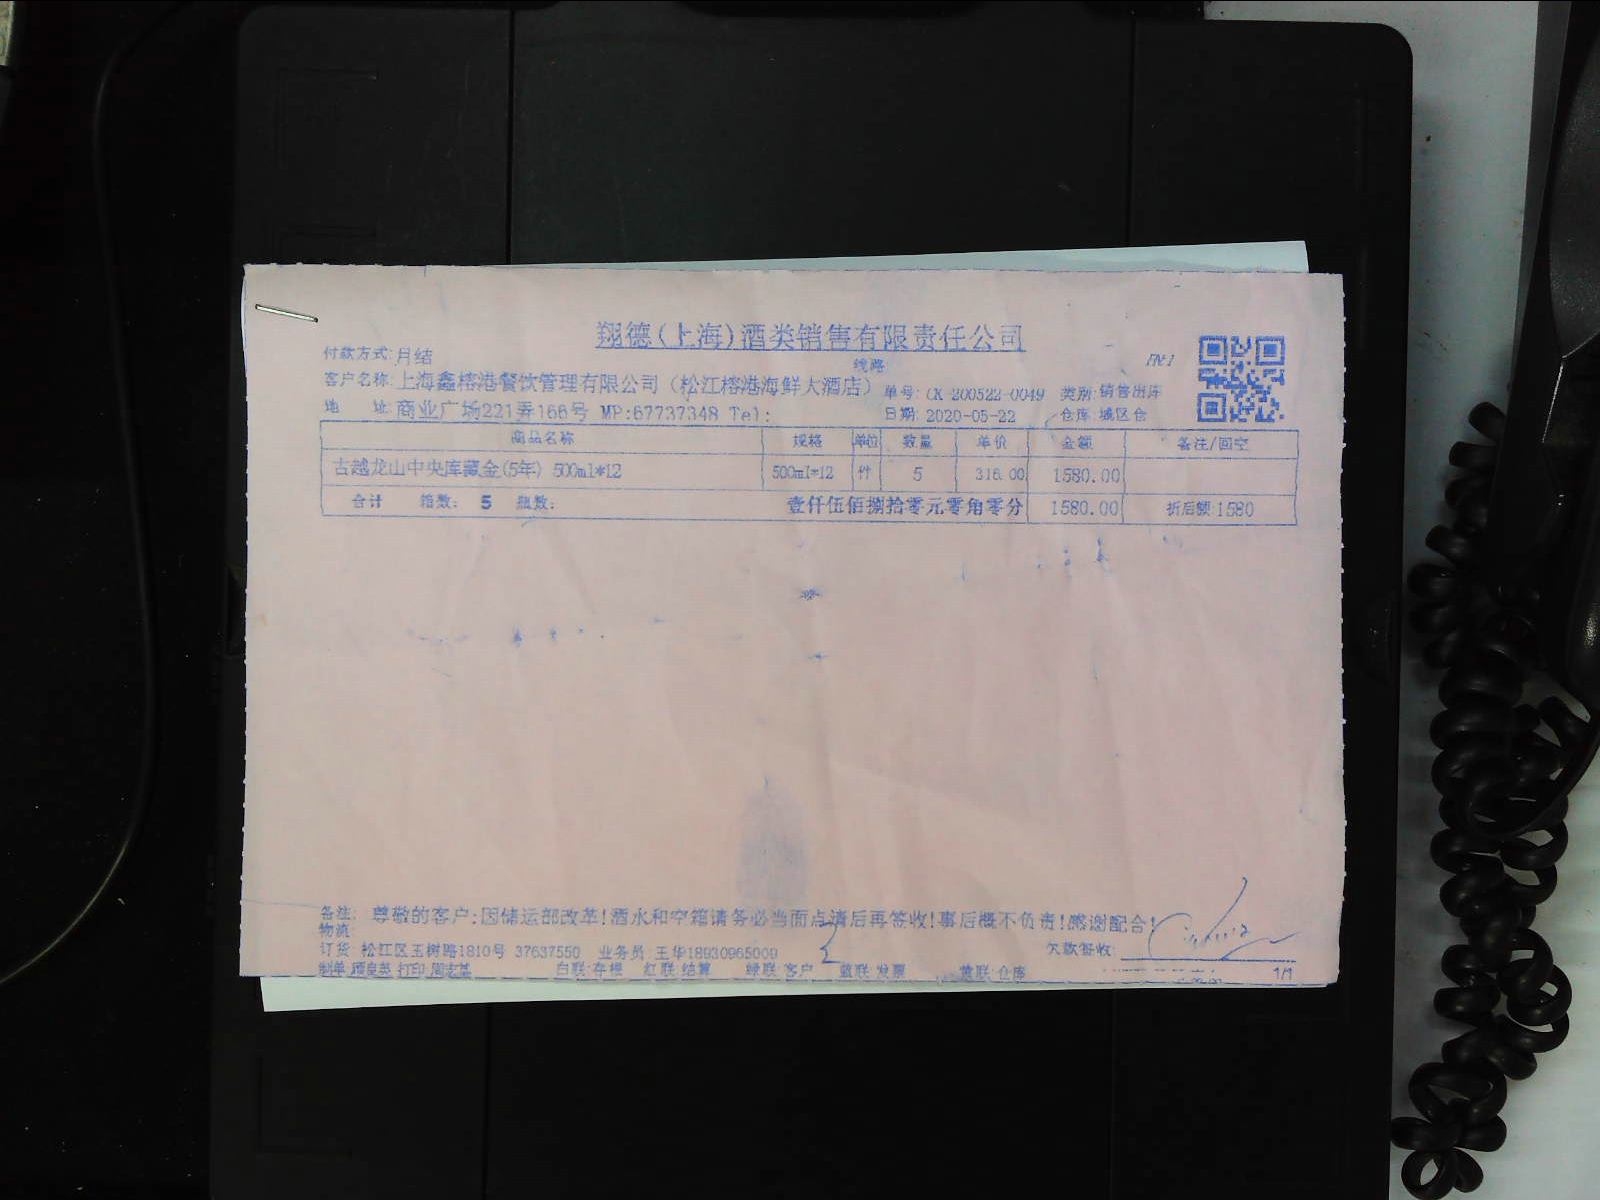 翔德(上海)酒类销售有限责任公司
付款方式:月结 线路
客户名称:上海鑫榕港餐饮管理有限公司（松江榕港海鲜大酒店） 单号:CK-200522-0049 类别:销售出库
地 址:商业广场221弄166号 MP:67737348 Tel: 日期:2020-05-22 仓库:城区仓
商品名称 规格 单位 数量 单价 金额 备注/回空
古越龙山中央库藏金(5年) 500ml*12 500ml*12 件 5 316.00 1580.00
合计 箱数: 5 瓶数: 壹仟伍佰捌拾零元零角零分 1580.00 折后额:1580
备注: 尊敬的客户:因储运部改革!酒水和空箱请务必当面点清后再签收!事后概不负责!感谢配合!
物流
订货 松江区玉树路1810号 37637550 业务员:王华18930965009 欠款签收:
制单 打印 白联:存根 红联:结算 绿联:客户 蓝联:发票 黄联:仓库 1/1